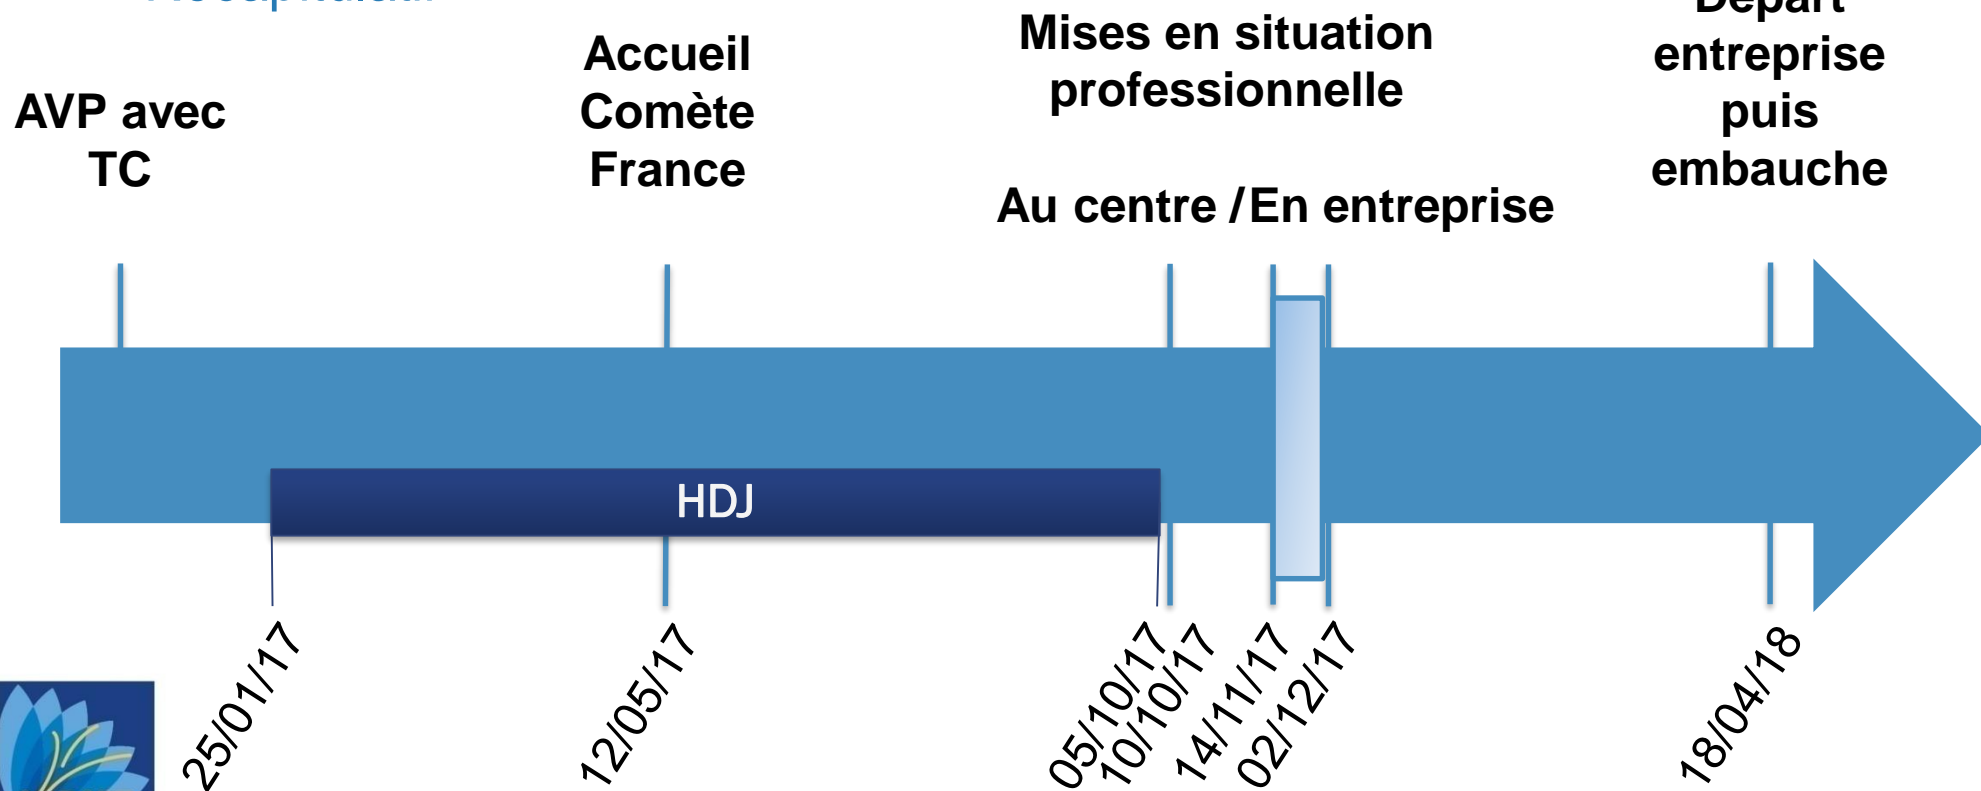 AVP avec
TC
Accueil
Comète
France
Mises en situation
professionnelle
Au centre / En entreprise
Départ
entreprise
puis
embauche
HDJ
25/01/17
12/05/17
05/10/17
10/10/17
14/11/17
02/12/17
18/04/18